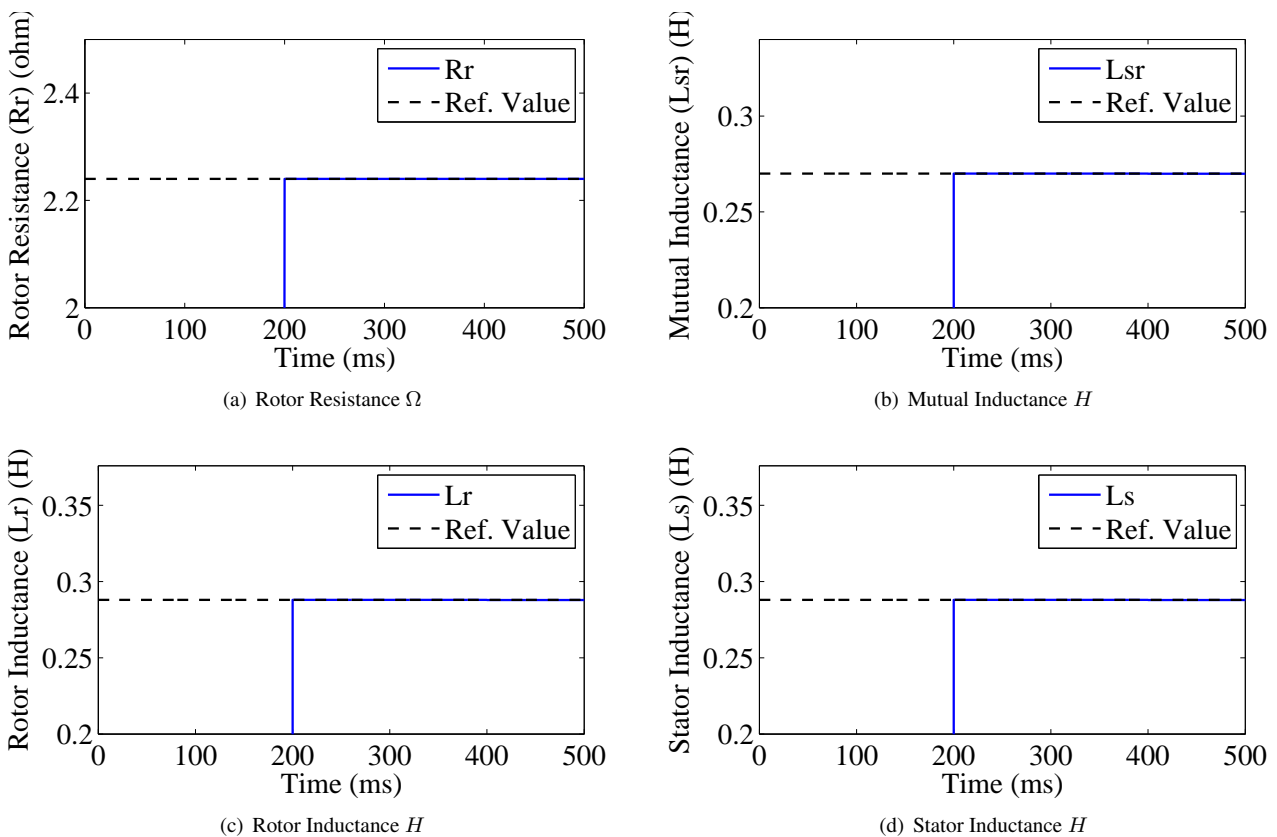 Rotor Resistance (Rr) (ohm)
2.4
2.2
2
0 100 200 300 400 500
Time (ms)
Rr
Ref. Value
(a) Rotor Resistance Ω
Mutual Inductance (Lsr) (H)
0.3
0.25
0.2
0 100 200 300 400 500
Time (ms)
Lsr
Ref. Value
(b) Mutual Inductance H
Rotor Inductance (Lr) (H)
0.35
0.3
0.25
0.2
0 100 200 300 400 500
Time (ms)
Lr
Ref. Value
(c) Rotor Inductance H
Stator Inductance (Ls) (H)
0.35
0.3
0.25
0.2
0 100 200 300 400 500
Time (ms)
Ls
Ref. Value
(d) Stator Inductance H